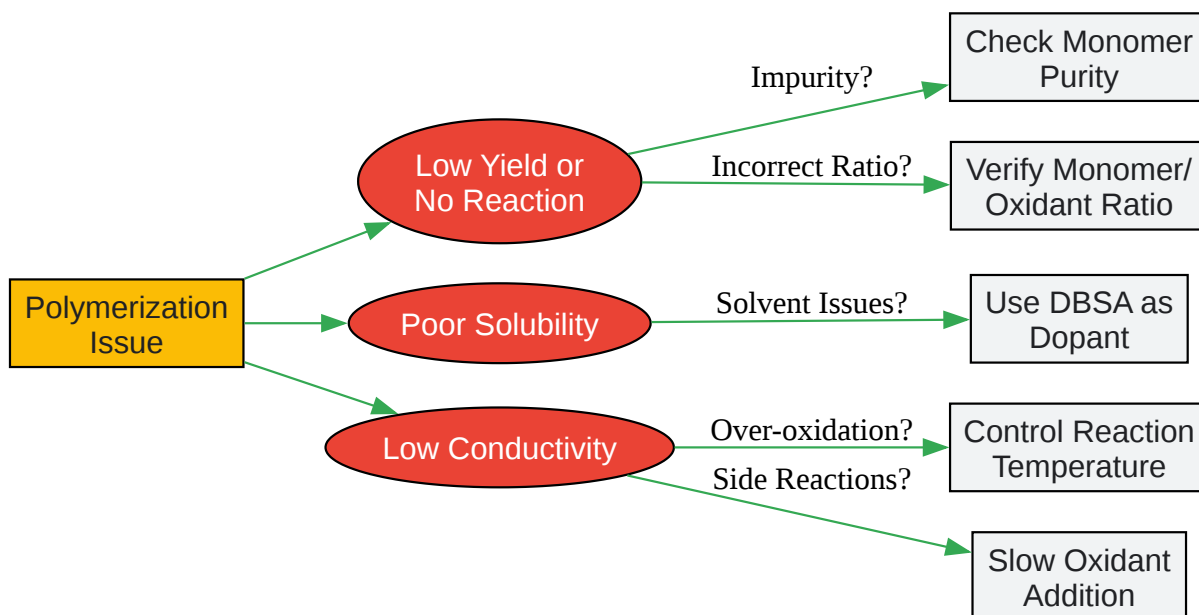 Polymerization
Issue
Low Yield or
No Reaction
Impurity?
Check Monomer
Purity
Incorrect Ratio?
Verify Monomer/
Oxidant Ratio
Poor Solubility
Solvent Issues?
Use DBSA as
Dopant
Low Conductivity
Over-oxidation?
Control Reaction
Temperature
Side Reactions?
Slow Oxidant
Addition